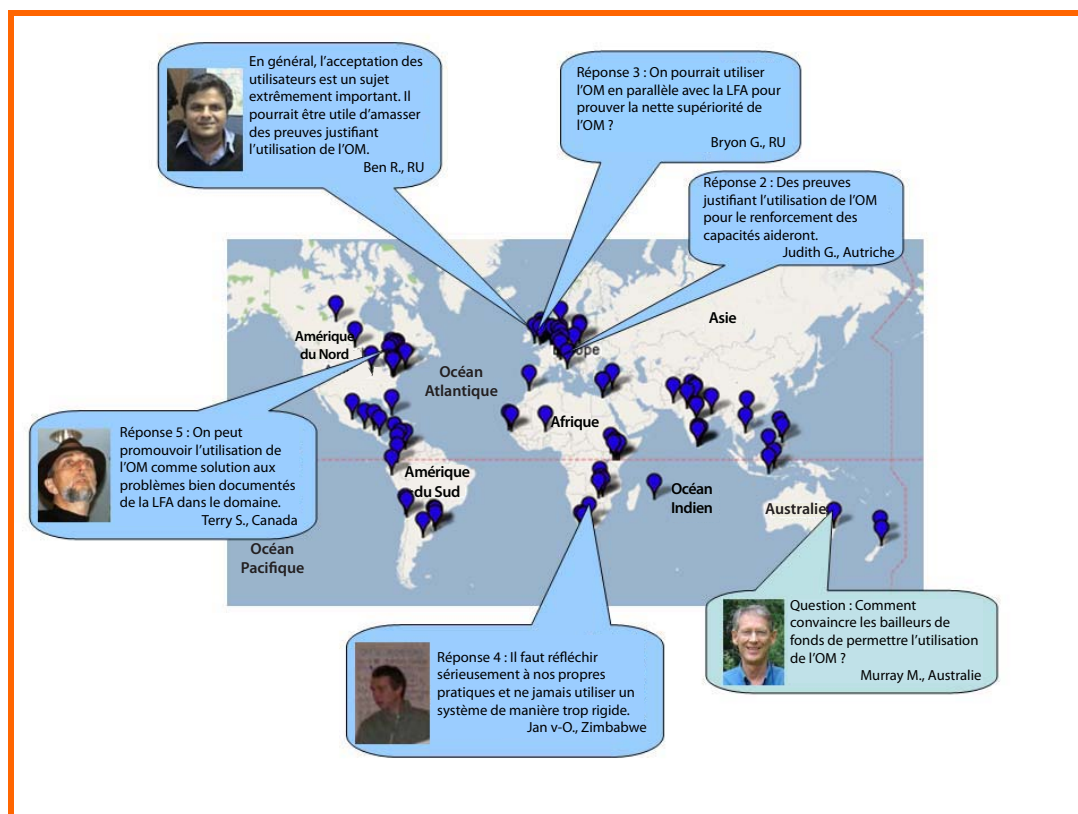 En général, l'acceptation des
utilisateurs est un sujet
extrêmement important. Il
pourrait être utile d'amasser
des preuves justifiant
l'utilisation de l'OM.
Ben R., RU
Réponse 3 : On pourrait utiliser
l'OM en parallèle avec la LFA pour
prouver la nette supériorité de
l'OM ?
Bryon G., RU
Réponse 2 : Des preuves
justifiant l'utilisation de l'OM
pour le renforcement des
capacités aideront.
Judith G., Autriche
Asie
Amérique
du Nord
Europe
Océan
Atlantique
Afrique
Réponse 5 : On peut
promouvoir l'utilisation de
l'OM comme solution aux
problèmes bien documentés
de la LFA dans le domaine.
Terry S., Canada
Amérique
du Sud
Océan
Indien
Australie
Océan
Pacifique
Question : Comment
convaincre les bailleurs de
fonds de permettre l'utilisation
de l'OM ?
Murray M., Australie
Réponse 4 : Il faut réfléchir
sérieusement à nos propres
pratiques et ne jamais utiliser un
système de manière trop rigide.
Jan v-O., Zimbabwe